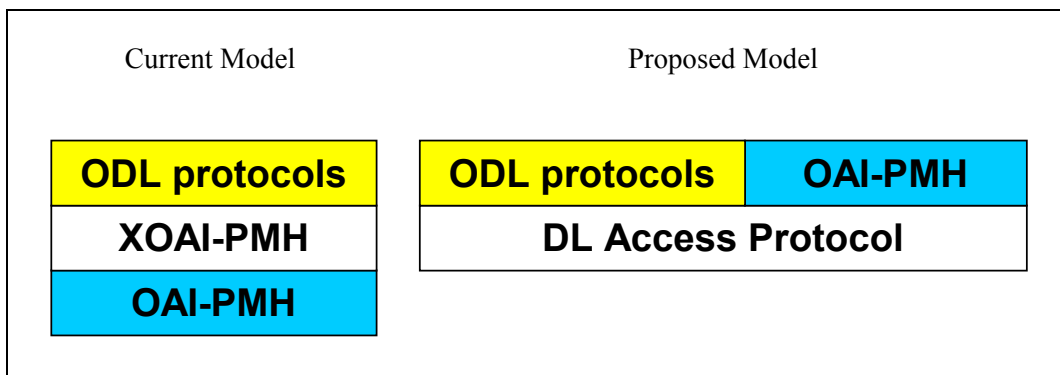 Current Model
Proposed Model
ODL protocols
XOAI-PMH
OAI-PMH
ODL protocols
OAI-PMH
DL Access Protocol